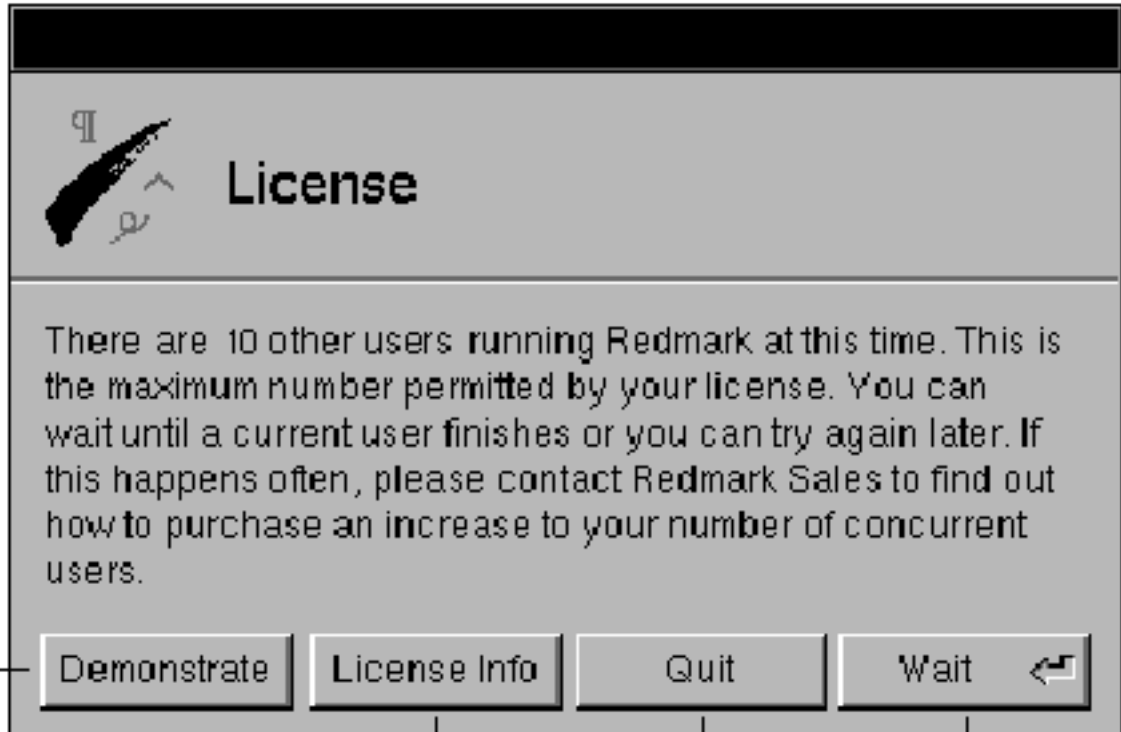 ¶
License
There are 10 other users running Redmark at this time. This is
the maximum number permitted by your license. You can
wait until a current user finishes or you can try again later. If
this happens often, please contact Redmark Sales to find out
how to purchase an increase to your number of concurrent
users.
Demonstrate License Info Quit Wait